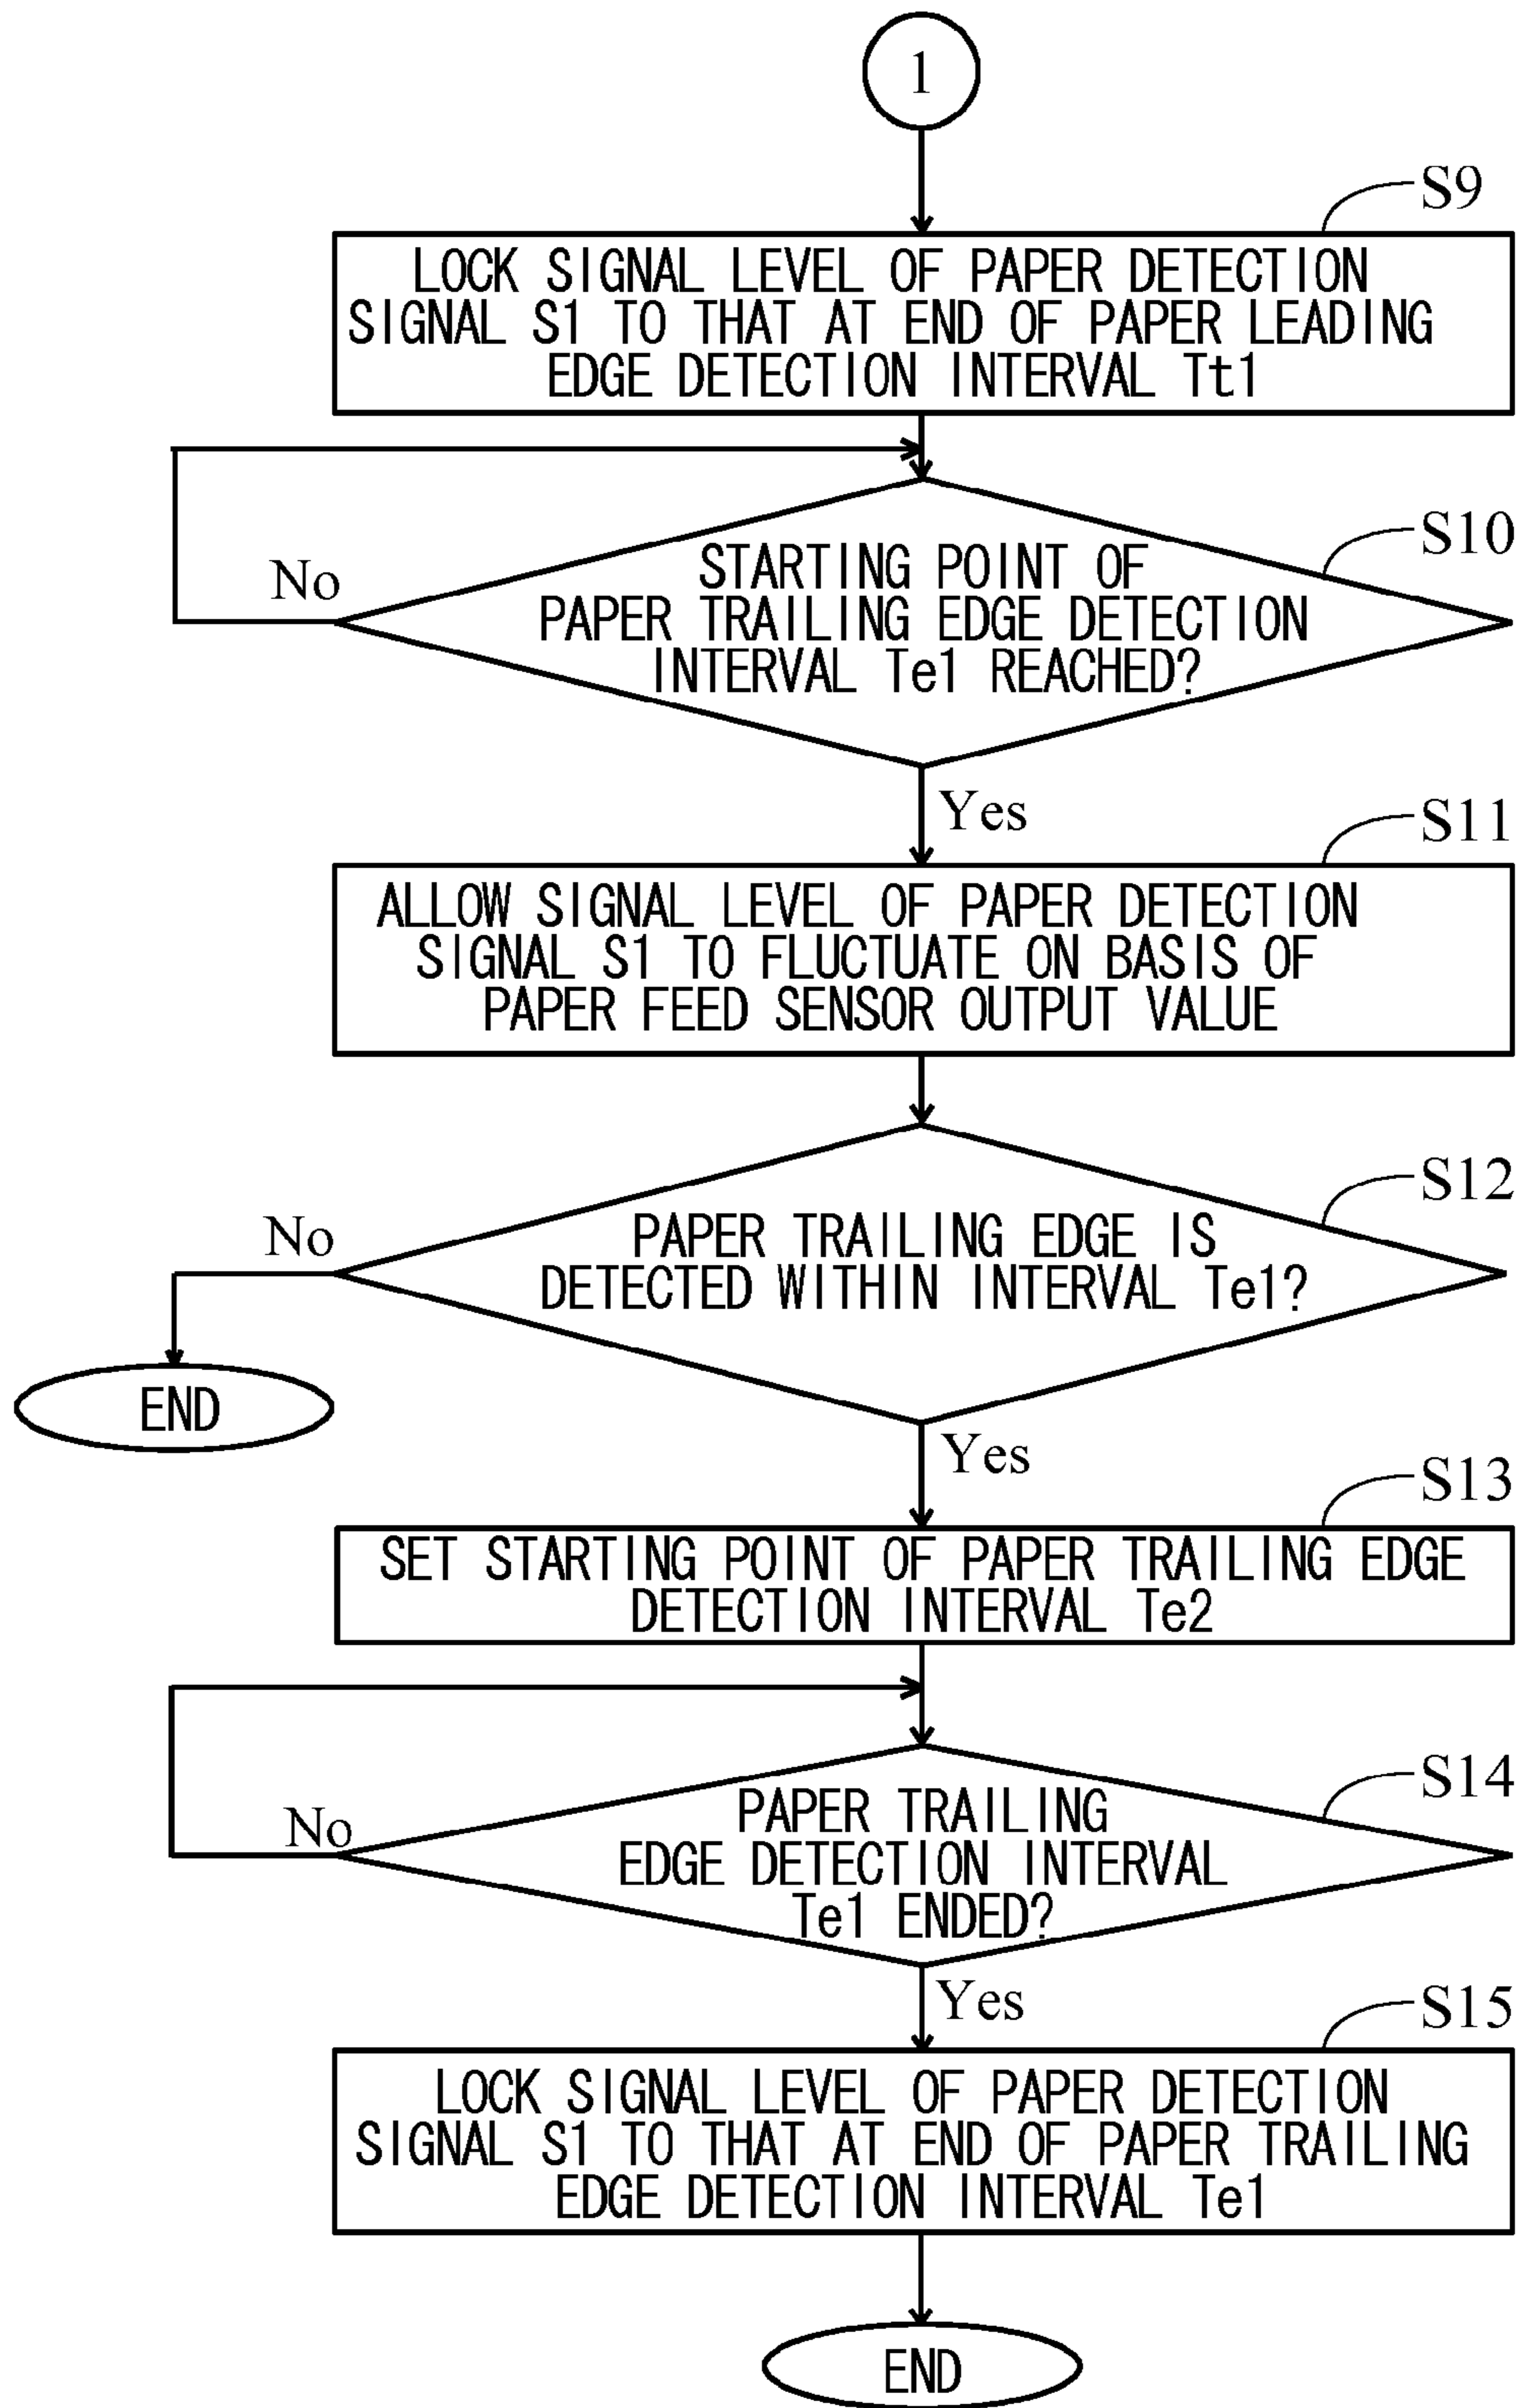 1
S9
LOCK SIGNAL LEVEL OF PAPER DETECTION
SIGNAL S1 TO THAT AT END OF PAPER LEADING
EDGE DETECTION INTERVAL Tt1
S10
No
STARTING POINT OF
PAPER TRAILING EDGE DETECTION
INTERVAL Te1 REACHED?
Yes
S11
ALLOW SIGNAL LEVEL OF PAPER DETECTION
SIGNAL S1 TO FLUCTUATE ON BASIS OF
PAPER FEED SENSOR OUTPUT VALUE
S12
No
PAPER TRAILING EDGE IS
DETECTED WITHIN INTERVAL Te1?
END
Yes
S13
SET STARTING POINT OF PAPER TRAILING EDGE
DETECTION INTERVAL Te2
S14
No
PAPER TRAILING
EDGE DETECTION INTERVAL
Te1 ENDED?
Yes
S15
LOCK SIGNAL LEVEL OF PAPER DETECTION
SIGNAL S1 TO THAT AT END OF PAPER TRAILING
EDGE DETECTION INTERVAL Te1
END